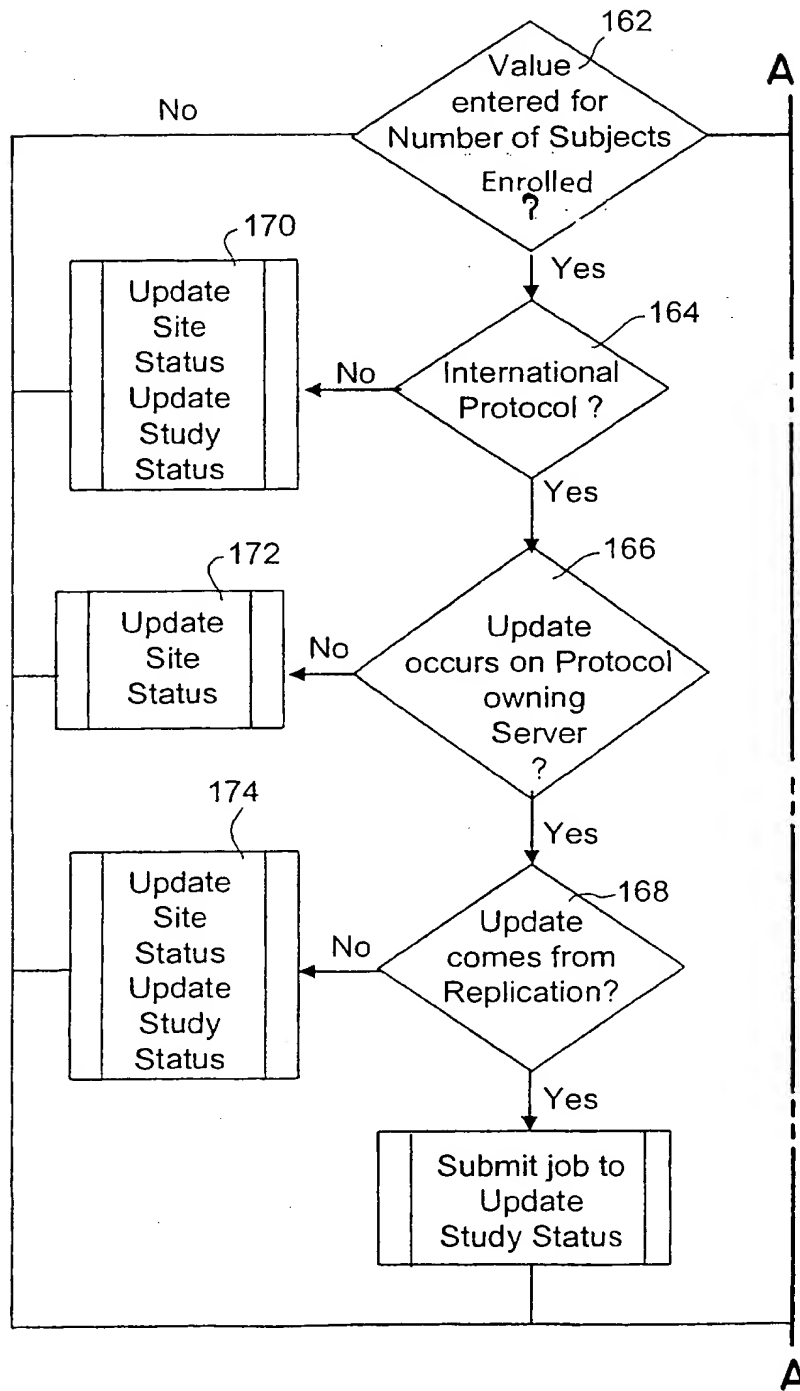 162
A
Value
entered for
Number of Subjects
Enrolled
?
No
Yes
170
Update
Site
Status
Update
Study
Status
No
164
International
Protocol ?
Yes
172
Update
Site
Status
No
166
Update
occurs on Protocol
owning
Server
?
Yes
174
Update
Site
Status
Update
Study
Status
No
168
Update
comes from
Replication?
Yes
Submit job to
Update
Study Status
A